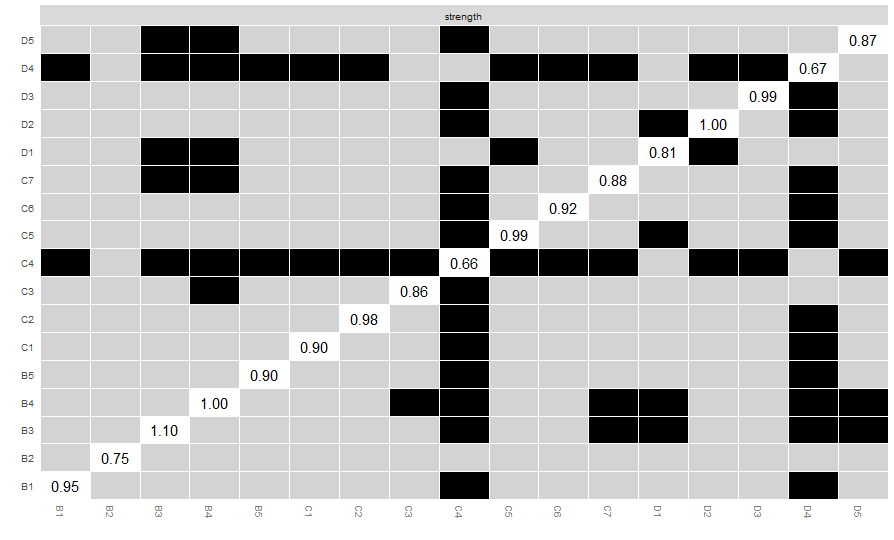 strength
D5 0.87
D4 0.67
D3 0.99
D2 1.00
D1 0.81
C7 0.88
C6 0.92
C5 0.99
C4 0.66
C3 0.86
C2 0.98
C1 0.90
B5 0.90
B4 1.00
B3 1.10
B2 0.75
B1 0.95
B1 B2 B3 B4 B5 C1 C2 C3 C4 C5 C6 C7 D1 D2 D3 D4 D5